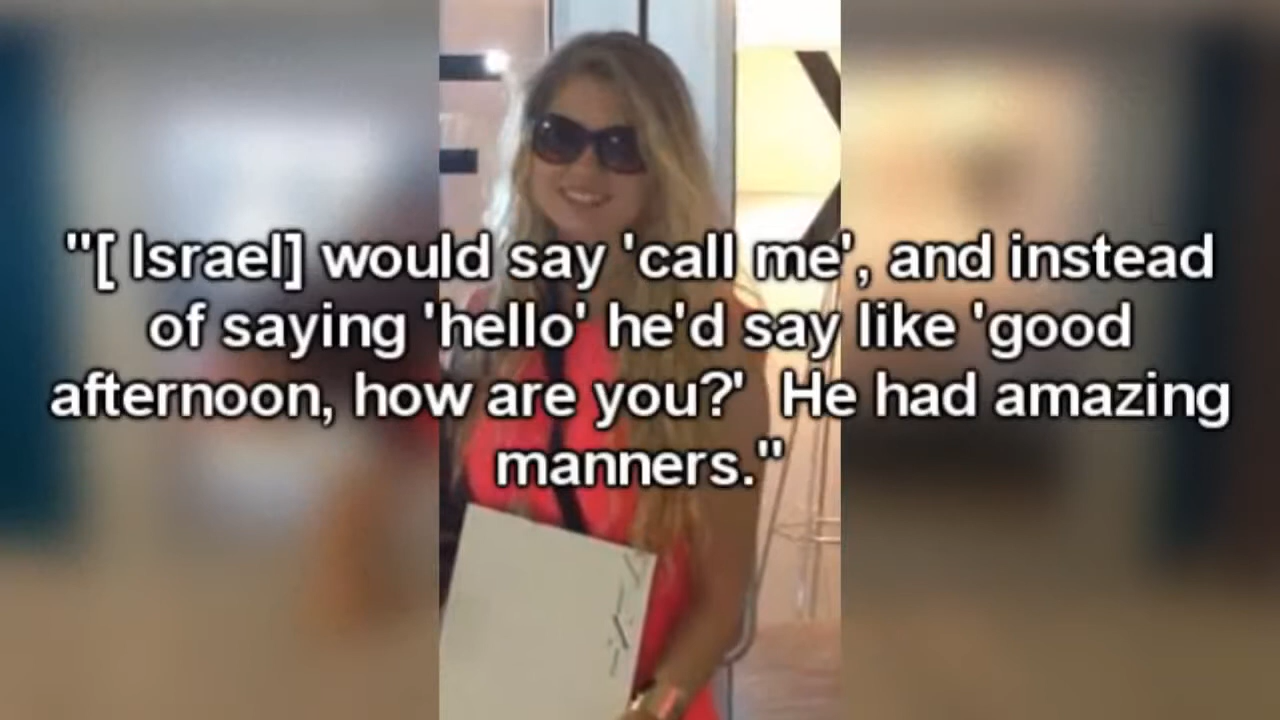 "[ Israel] would say 'call me', and instead
of saying 'hello' he'd say like 'good
afternoon, how are you?'  He had amazing
manners."